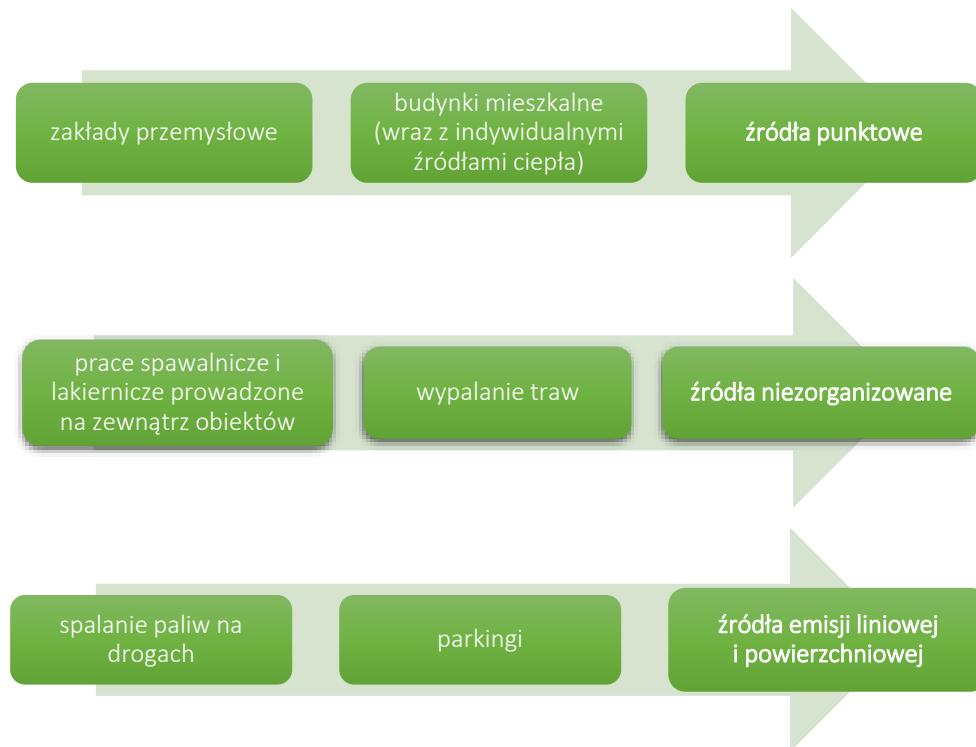 zakłady przemysłowe
budynki mieszkalne
(wraz z indywidualnymi
źródłami ciepła)
źródła punktowe
prace spawalnicze i
lakiernicze prowadzone
na zewnątrz obiektów
wypalanie traw
źródła niezorganizowane
spalanie paliw na
drogach
parkingi
źródła emisji liniowej
i powierzchniowej